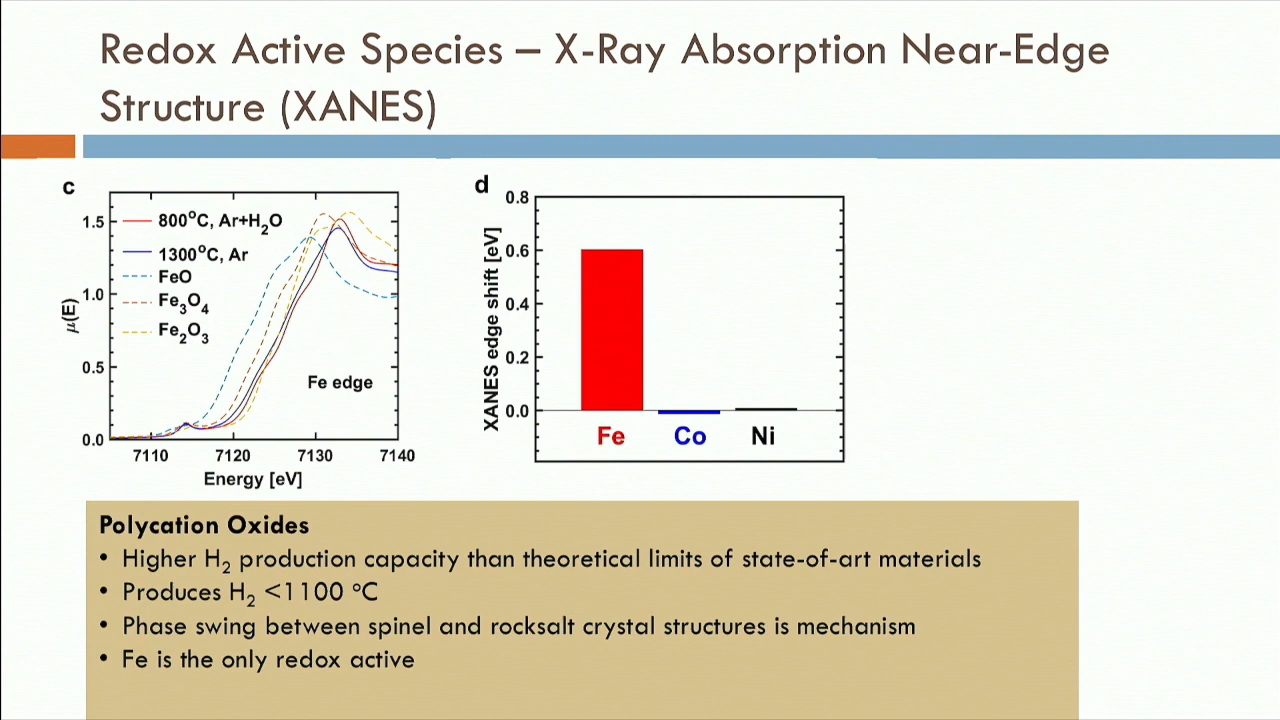 Redox Active Species – X-Ray Absorption Near-Edge
Structure (XANES)
c
μ(E)
1.5
1.0
0.5
0.0
800°C, Ar+H₂O
1300°C, Ar
FeO
Fe₃O₄
Fe₂O₃
Fe edge
7110 7120 7130 7140
Energy [eV]
d
XANES edge shift [eV]
0.8
0.6
0.4
0.2
0.0
Fe Co Ni
Polycation Oxides
• Higher H₂ production capacity than theoretical limits of state-of-art materials
• Produces H₂ <1100 °C
• Phase swing between spinel and rocksalt crystal structures is mechanism
• Fe is the only redox active